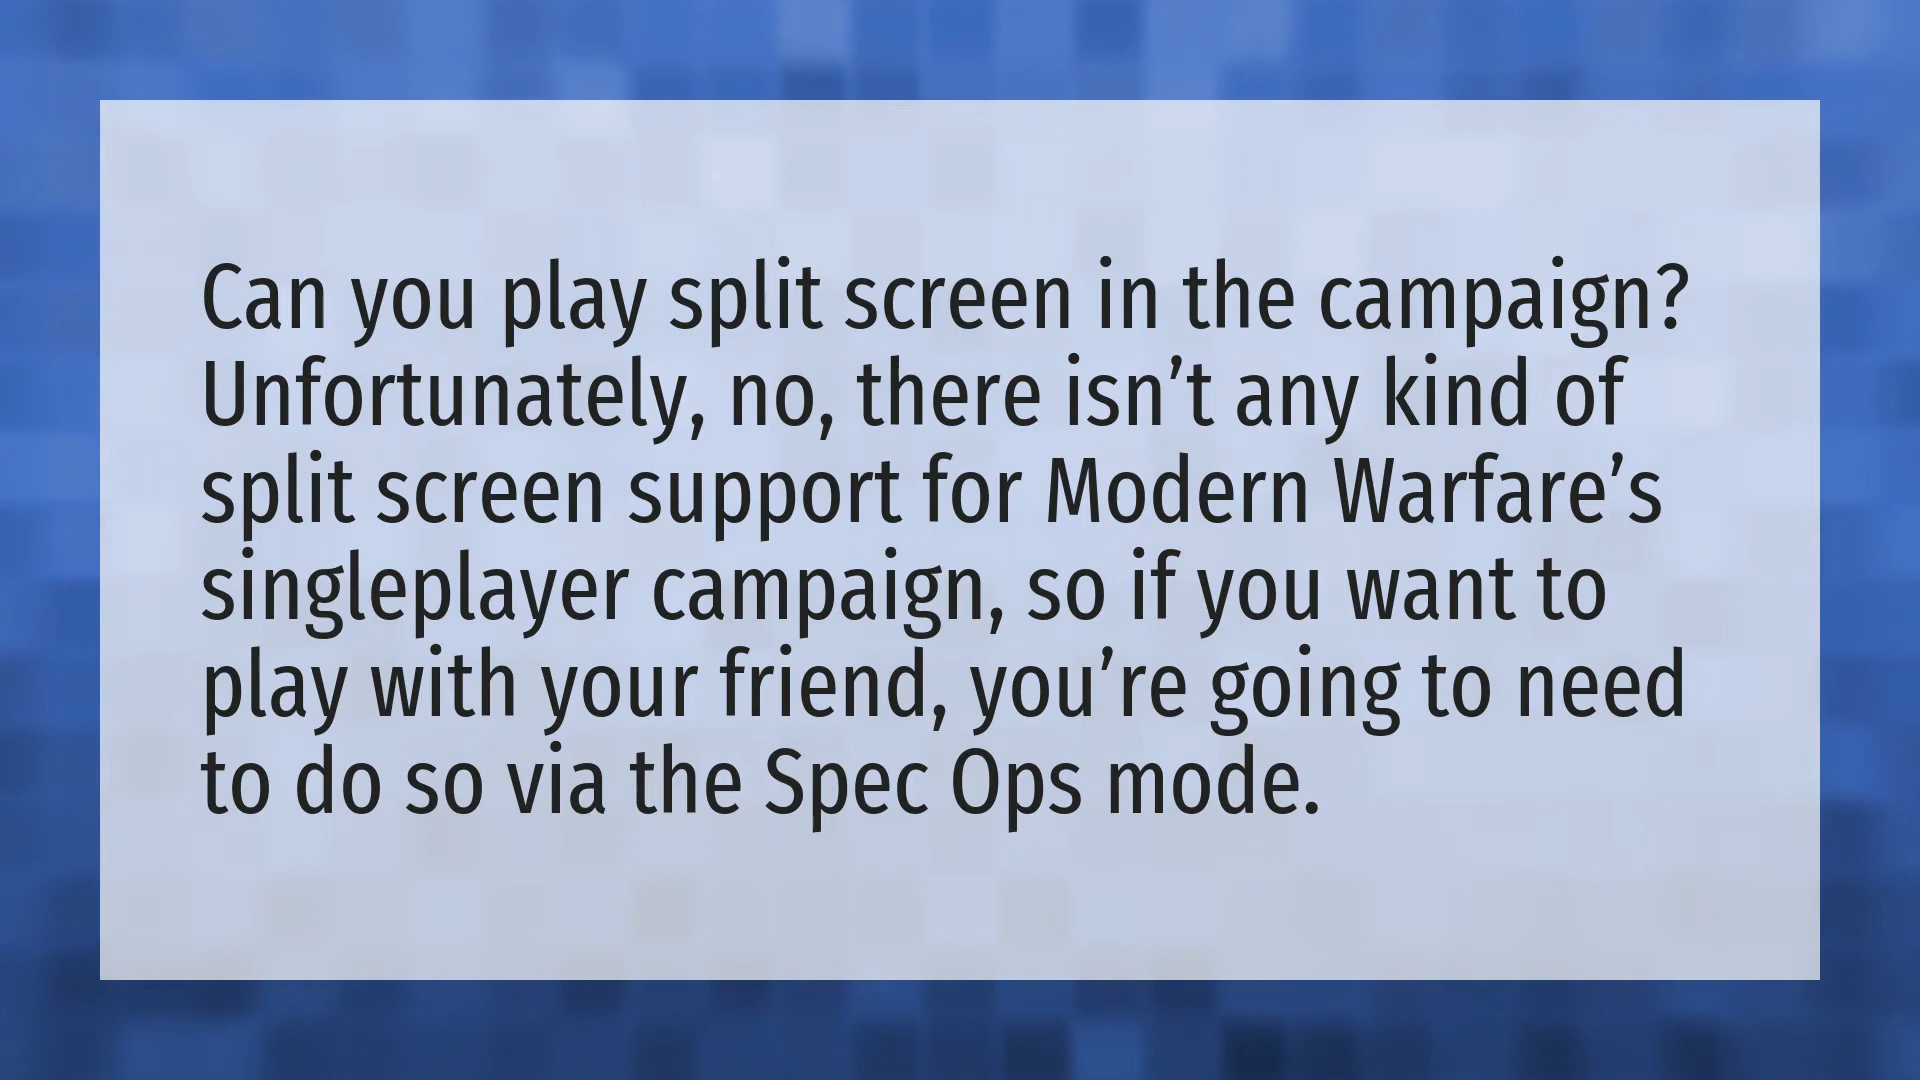 Can you play split screen in the campaign?
Unfortunately, no, there isn’t any kind of
split screen support for Modern Warfare’s
singleplayer campaign, so if you want to
play with your friend, you’re going to need
to do so via the Spec Ops mode.